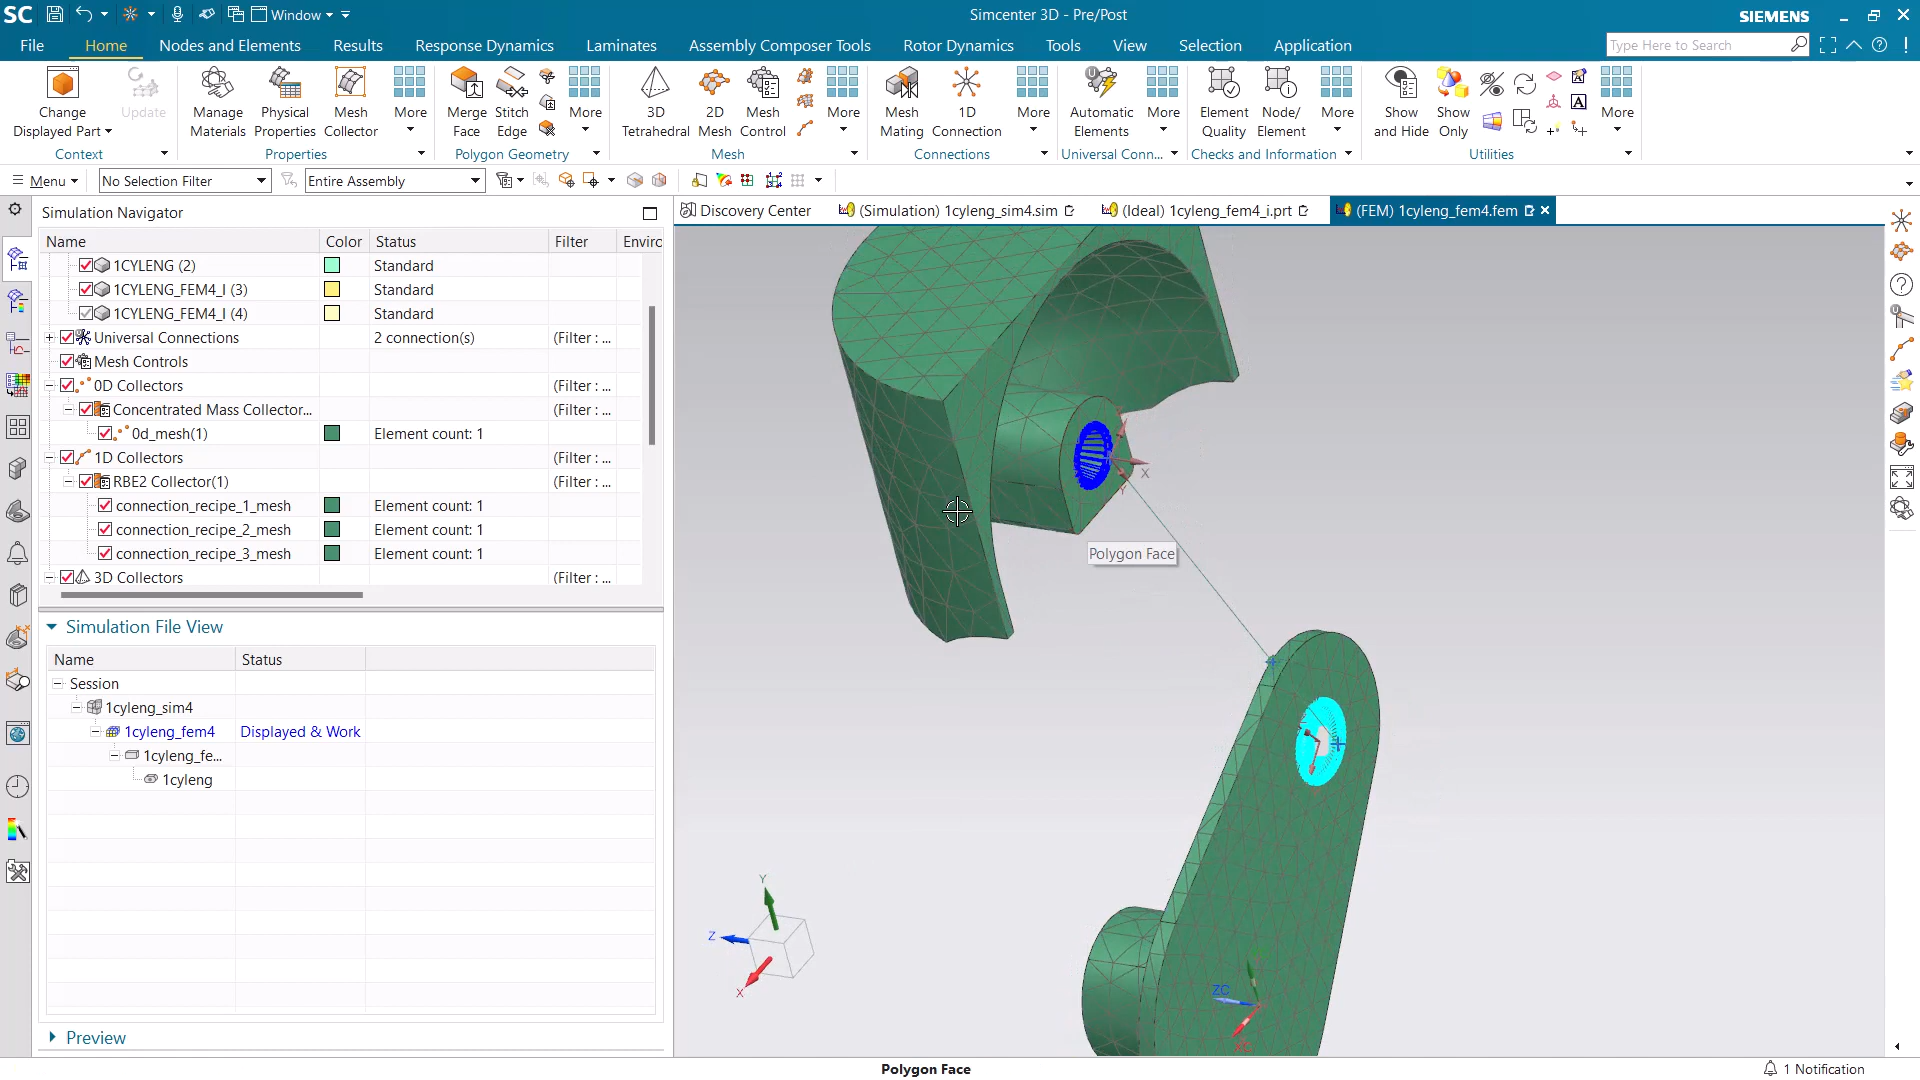 SC Window Simcenter 3D - Pre/Post SIEMENS
File Home Nodes and Elements Results Response Dynamics Laminates Assembly Composer Tools Rotor Dynamics Tools View Selection Application Type Here to Search
Change Displayed Part Update Manage Materials Physical Properties Mesh Collector More Merge Face Stitch Edge More 3D Tetrahedral 2D Mesh Mesh Control More Mesh Mating 1D Connection More Automatic Elements More Element Quality Node/ Element More Show and Hide Show Only More
Context Properties Polygon Geometry Mesh Connections Universal Conn... Checks and Information Utilities
Menu No Selection Filter Entire Assembly
Simulation Navigator
Discovery Center (Simulation) 1cyleng_sim4.sim (Ideal) 1cyleng_fem4_i.prt (FEM) 1cyleng_fem4.fem
Name Color Status Filter Enviro
1CYLENG (2) Standard
1CYLENG_FEM4_I (3) Standard
1CYLENG_FEM4_I (4) Standard
Universal Connections 2 connection(s) (Filter : ...
Mesh Controls
0D Collectors (Filter : ...
Concentrated Mass Collector... (Filter : ...
0d_mesh(1) Element count: 1
1D Collectors (Filter : ...
RBE2 Collector(1) (Filter : ...
connection_recipe_1_mesh Element count: 1
connection_recipe_2_mesh Element count: 1
connection_recipe_3_mesh Element count: 1
3D Collectors (Filter : ...
Simulation File View
Name Status
Session
1cyleng_sim4
1cyleng_fem4 Displayed & Work
1cyleng_fe...
1cyleng
Preview
X
Y
Polygon Face
Y
Z
X
ZC
XC
Polygon Face
1 Notification